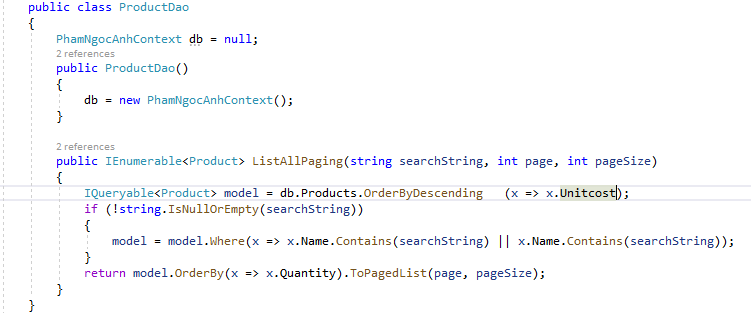 public class ProductDao
{
PhamNgocAnhContext db = null;
2 references
public ProductDao()
{
db = new PhamNgocAnhContext();
}
2 references
public IEnumerable<Product> ListAllPaging(string searchString, int page, int pageSize)
{
IQueryable<Product> model = db.Products.OrderByDescending   (x => x.Unitcost);
if (!string.IsNullOrEmpty(searchString))
{
model = model.Where(x => x.Name.Contains(searchString) || x.Name.Contains(searchString));
}
return model.OrderBy(x => x.Quantity).ToPagedList(page, pageSize);
}
}